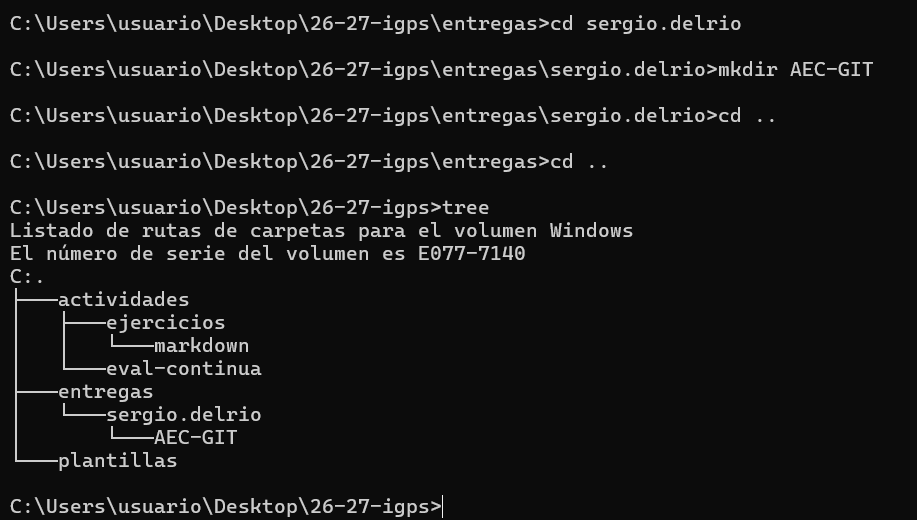 C:\Users\usuario\Desktop\26-27-igps\entregas>cd sergio.delrio
C:\Users\usuario\Desktop\26-27-igps\entregas\sergio.delrio>mkdir AEC-GIT
C:\Users\usuario\Desktop\26-27-igps\entregas\sergio.delrio>cd ..
C:\Users\usuario\Desktop\26-27-igps\entregas>cd ..
C:\Users\usuario\Desktop\26-27-igps>tree
Listado de rutas de carpetas para el volumen Windows
El número de serie del volumen es E077-7140
C:.
├───actividades
│   ├───ejercicios
│   │   └───markdown
│   └───eval-continua
├───entregas
│   └───sergio.delrio
│       └───AEC-GIT
└───plantillas
C:\Users\usuario\Desktop\26-27-igps>